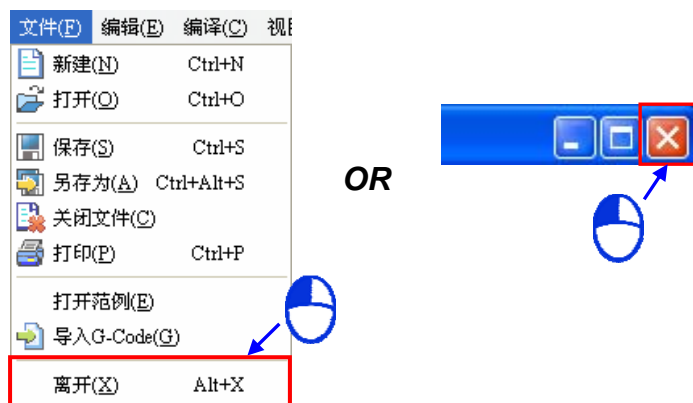 文件(F) 编辑(E) 编译(C) 视
新建(N) Ctrl+N
打开(O) Ctrl+O
保存(S) Ctrl+S
另存为(A) Ctrl+Alt+S
关闭文件(C)
打印(P) Ctrl+P
打开范例(E)
导入G-Code(G)
离开(X) Alt+X
OR